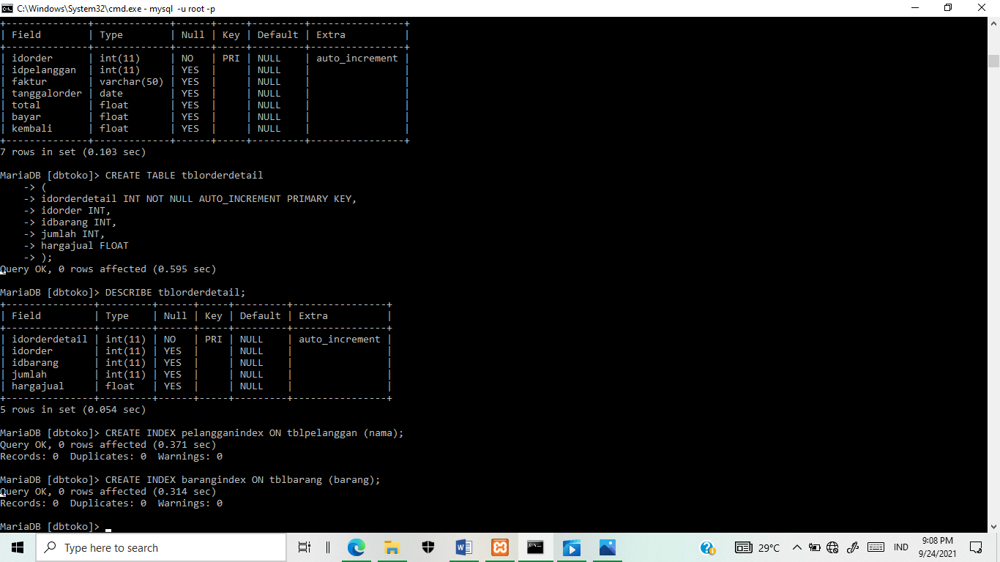 C:\Windows\System32\cmd.exe - mysql -u root -p
+--------------+-------------+------+-----+---------+----------------+
| Field        | Type        | Null | Key | Default | Extra          |
+--------------+-------------+------+-----+---------+----------------+
| idorder      | int(11)     | NO   | PRI | NULL    | auto_increment |
| idpelanggan  | int(11)     | YES  |     | NULL    |                |
| faktur       | varchar(50) | YES  |     | NULL    |                |
| tanggalorder | date        | YES  |     | NULL    |                |
| total        | float       | YES  |     | NULL    |                |
| bayar        | float       | YES  |     | NULL    |                |
| kembali      | float       | YES  |     | NULL    |                |
+--------------+-------------+------+-----+---------+----------------+
7 rows in set (0.103 sec)
MariaDB [dbtoko]> CREATE TABLE tblorderdetail
    -> (
    -> idorderdetail INT NOT NULL AUTO_INCREMENT PRIMARY KEY,
    -> idorder INT,
    -> idbarang INT,
    -> jumlah INT,
    -> hargajual FLOAT
    -> );
Query OK, 0 rows affected (0.595 sec)
MariaDB [dbtoko]> DESCRIBE tblorderdetail;
+---------------+---------+------+-----+---------+----------------+
| Field         | Type    | Null | Key | Default | Extra          |
+---------------+---------+------+-----+---------+----------------+
| idorderdetail | int(11) | NO   | PRI | NULL    | auto_increment |
| idorder       | int(11) | YES  |     | NULL    |                |
| idbarang      | int(11) | YES  |     | NULL    |                |
| jumlah        | int(11) | YES  |     | NULL    |                |
| hargajual     | float   | YES  |     | NULL    |                |
+---------------+---------+------+-----+---------+----------------+
5 rows in set (0.054 sec)
MariaDB [dbtoko]> CREATE INDEX pelangganindex ON tblpelanggan (nama);
Query OK, 0 rows affected (0.371 sec)
Records: 0  Duplicates: 0  Warnings: 0
MariaDB [dbtoko]> CREATE INDEX barangindex ON tblbarang (barang);
Query OK, 0 rows affected (0.314 sec)
Records: 0  Duplicates: 0  Warnings: 0
MariaDB [dbtoko]>
Type here to search
29°C
IND
9:08 PM
9/24/2021